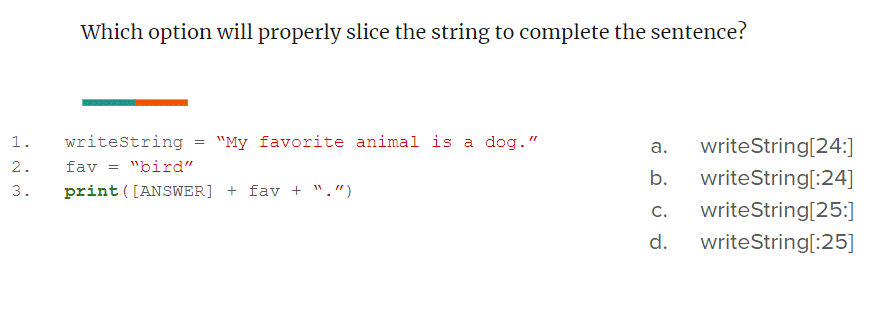 Which option will properly slice the string to complete the sentence?
1. writeString = “My favorite animal is a dog.”
2. fav = “bird”
3. print([ANSWER] + fav + “.”)
a. writeString[24:]
b. writeString[:24]
c. writeString[25:]
d. writeString[:25]